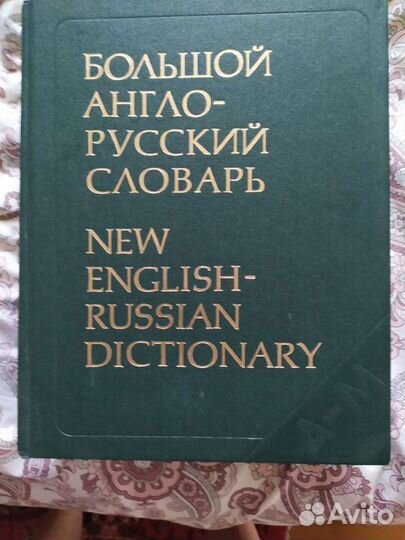 БОЛЬШОЙ
АНГЛО-
РУССКИЙ
СЛОВАРЬ
NEW
ENGLISH-
RUSSIAN
DICTIONARY
A-M
Avito